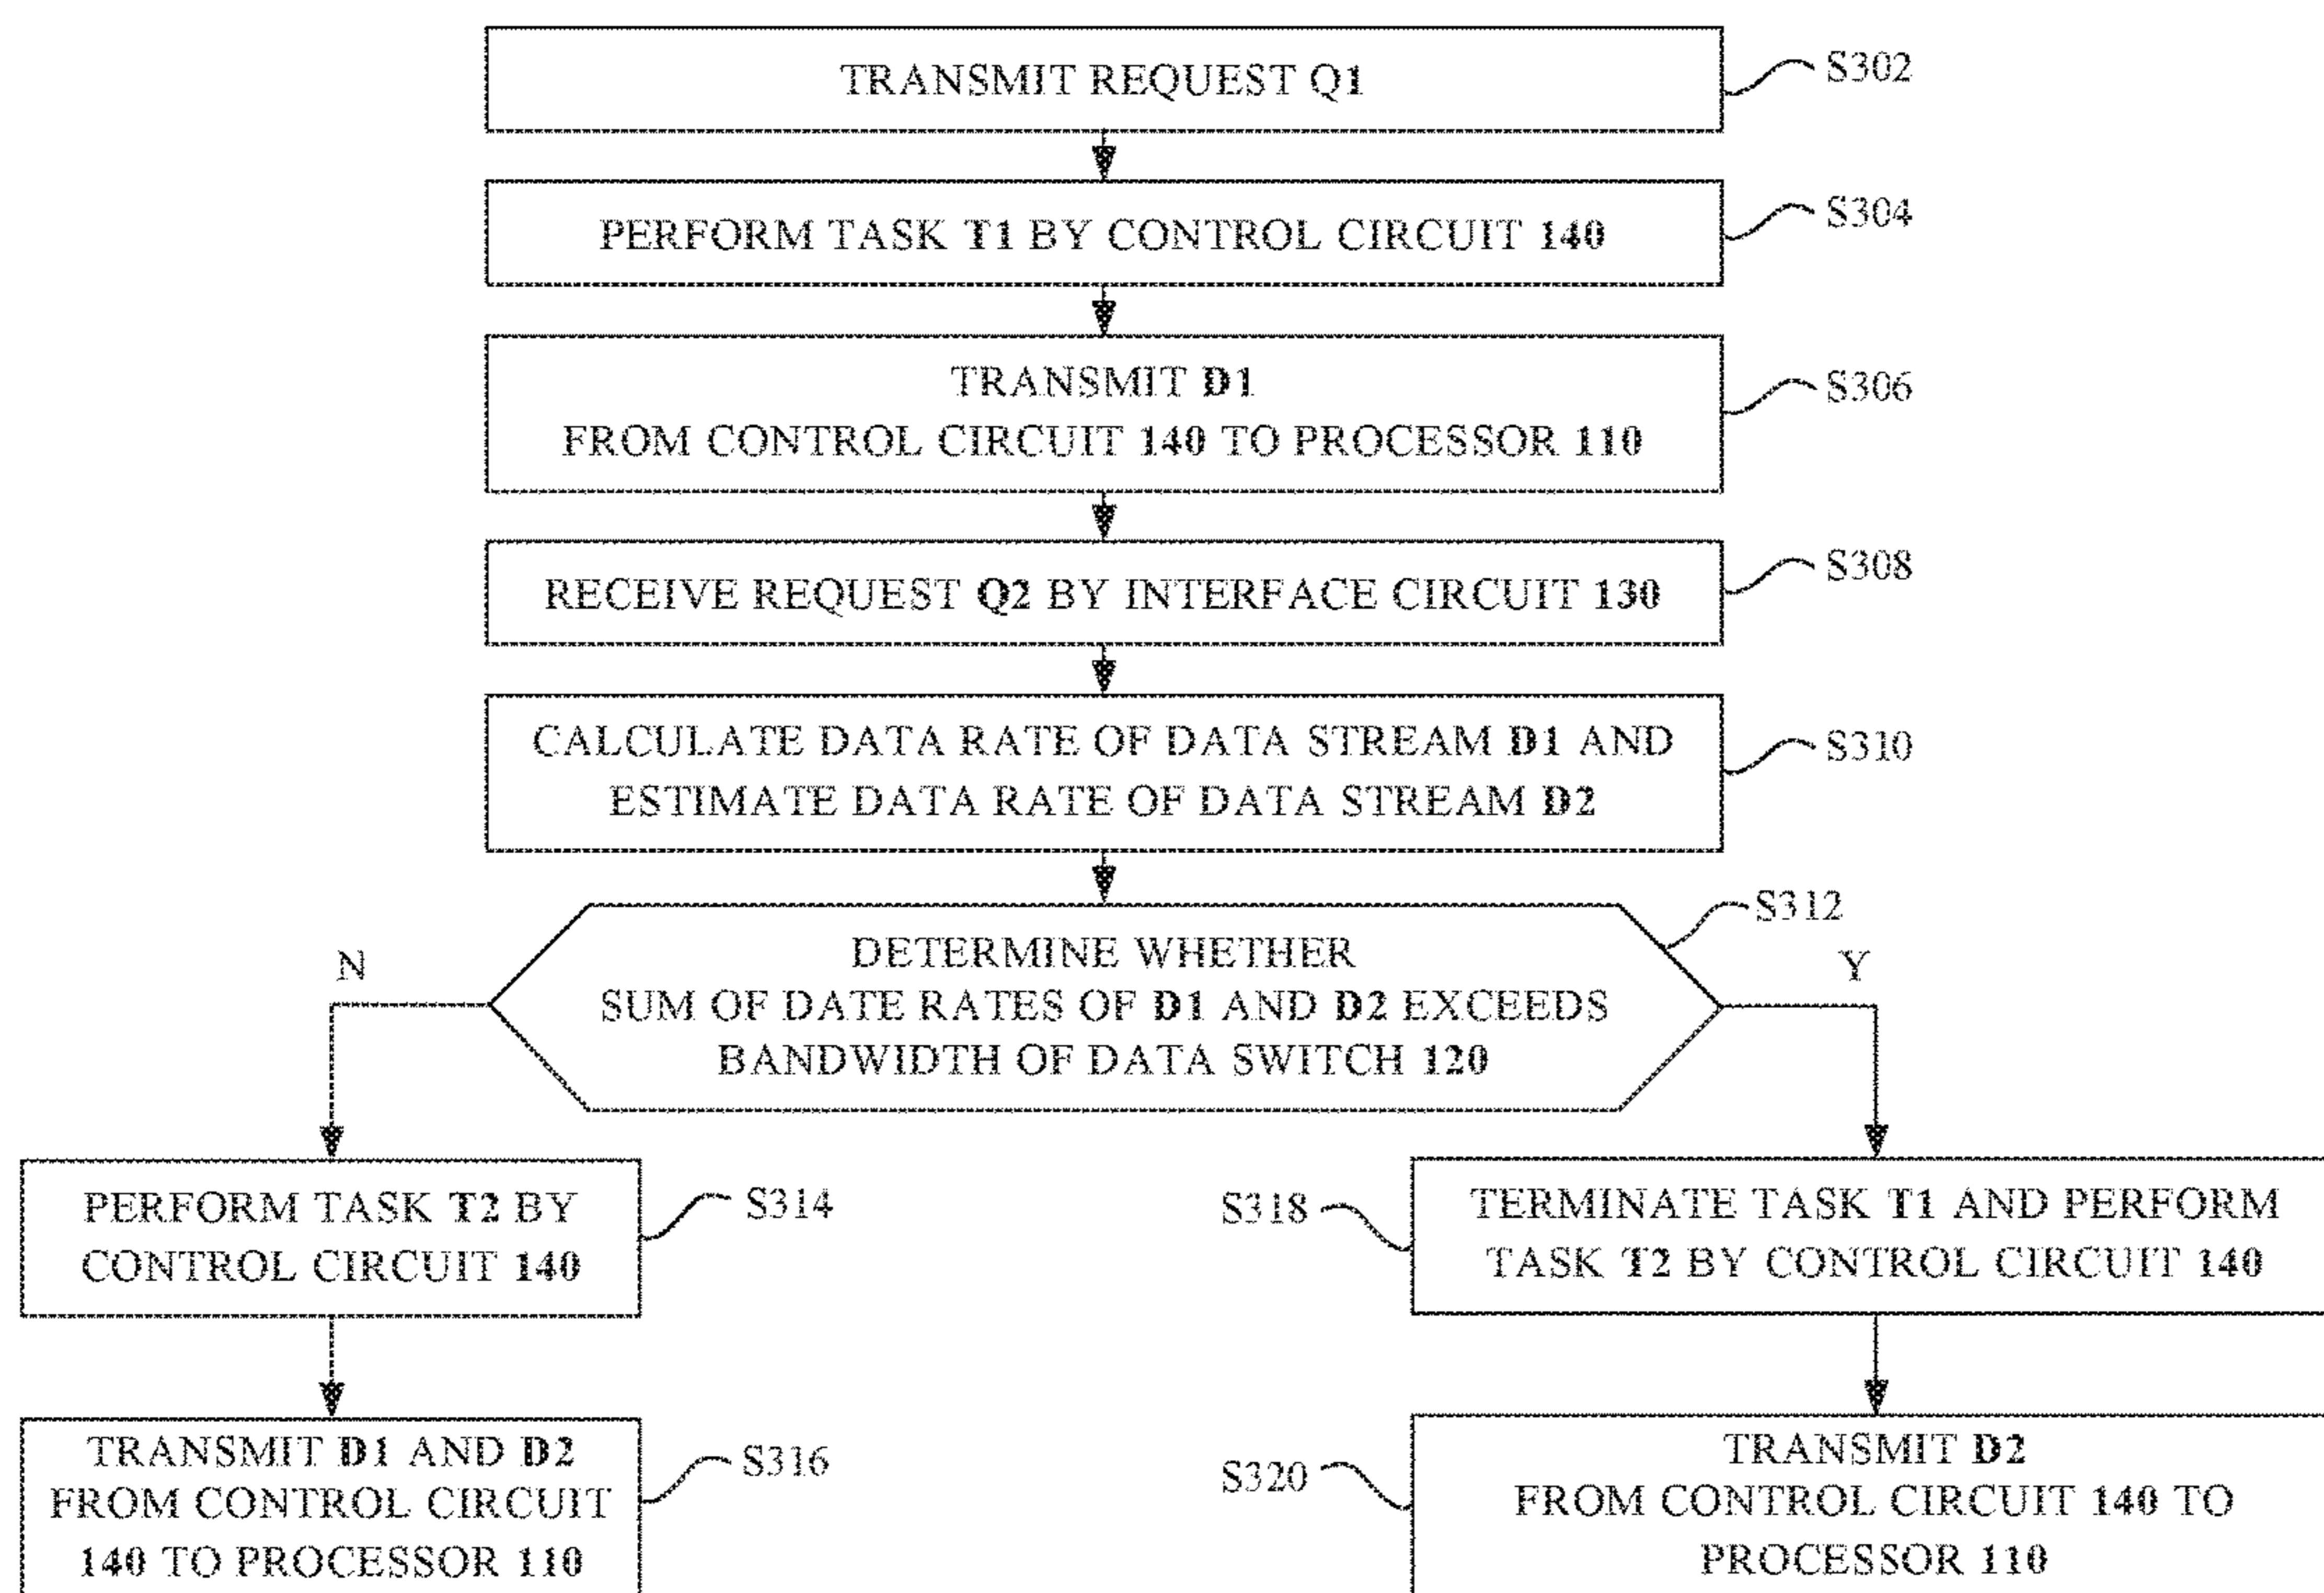 TRANSMIT REQUEST Q1
S302
PERFORM TASK T1 BY CONTROL CIRCUIT 140
S304
TRANSMIT D1
FROM CONTROL CIRCUIT 140 TO PROCESSOR 110
S306
RECEIVE REQUEST Q2 BY INTERFACE CIRCUIT 130
S308
CALCULATE DATA RATE OF DATA STREAM D1 AND
ESTIMATE DATA RATE OF DATA STREAM D2
S310
DETERMINE WHETHER
SUM OF DATE RATES OF D1 AND D2 EXCEEDS
BANDWIDTH OF DATA SWITCH 120
S312
N
Y
PERFORM TASK T2 BY
CONTROL CIRCUIT 140
S314
S318
TERMINATE TASK T1 AND PERFORM
TASK T2 BY CONTROL CIRCUIT 140
TRANSMIT D1 AND D2
FROM CONTROL CIRCUIT
140 TO PROCESSOR 110
S316
S320
TRANSMIT D2
FROM CONTROL CIRCUIT 140 TO
PROCESSOR 110